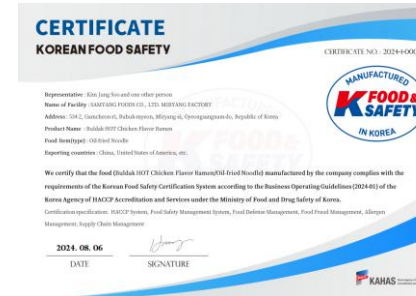 CERTIFICATE
KOREAN FOOD SAFETY
CERTIFICATE NO. : 2024-1-000
Representative : Kim Jung Soo and one other person
Name of Facility : SAMYANG FOODS CO., LTD. MIRYANG FACTORY
Address : 534-2, Gamcheon-ri, Bubuk-myeon, Miryang-si, Gyeongsangnam-do, Republic of Korea
Product Name : Buldak HOT Chicken Flavor Ramen
Food Item(type) : Oil-fried Noodle
Exporting countries : China, United States of America, etc.
MANUFACTURED
K FOOD &
SAFETY
IN KOREA
We certify that the food (Buldak HOT Chicken Flavor Ramen/Oil-fried Noodle) manufactured by the company complies with the
requirements of the Korean Food Safety Certification System according to the Business Operating Guidelines (2024-01) of the
Korea Agency of HACCP Accreditation and Services under the Ministry of Food and Drug Safety of Korea.
Certification specification : HACCP System, Food Safety Management System, Food Defense Management, Food Fraud Management, Allergen
Management, Supply Chain Management
2024. 08. 06
DATE
SIGNATURE
KAHAS